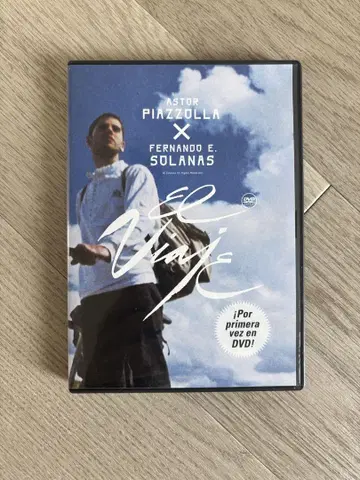 ASTOR
PIAZZOLLA
X
FERNANDO E.
SOLANAS
El
Viaje
DVD
¡Por
primera
vez en
DVD!